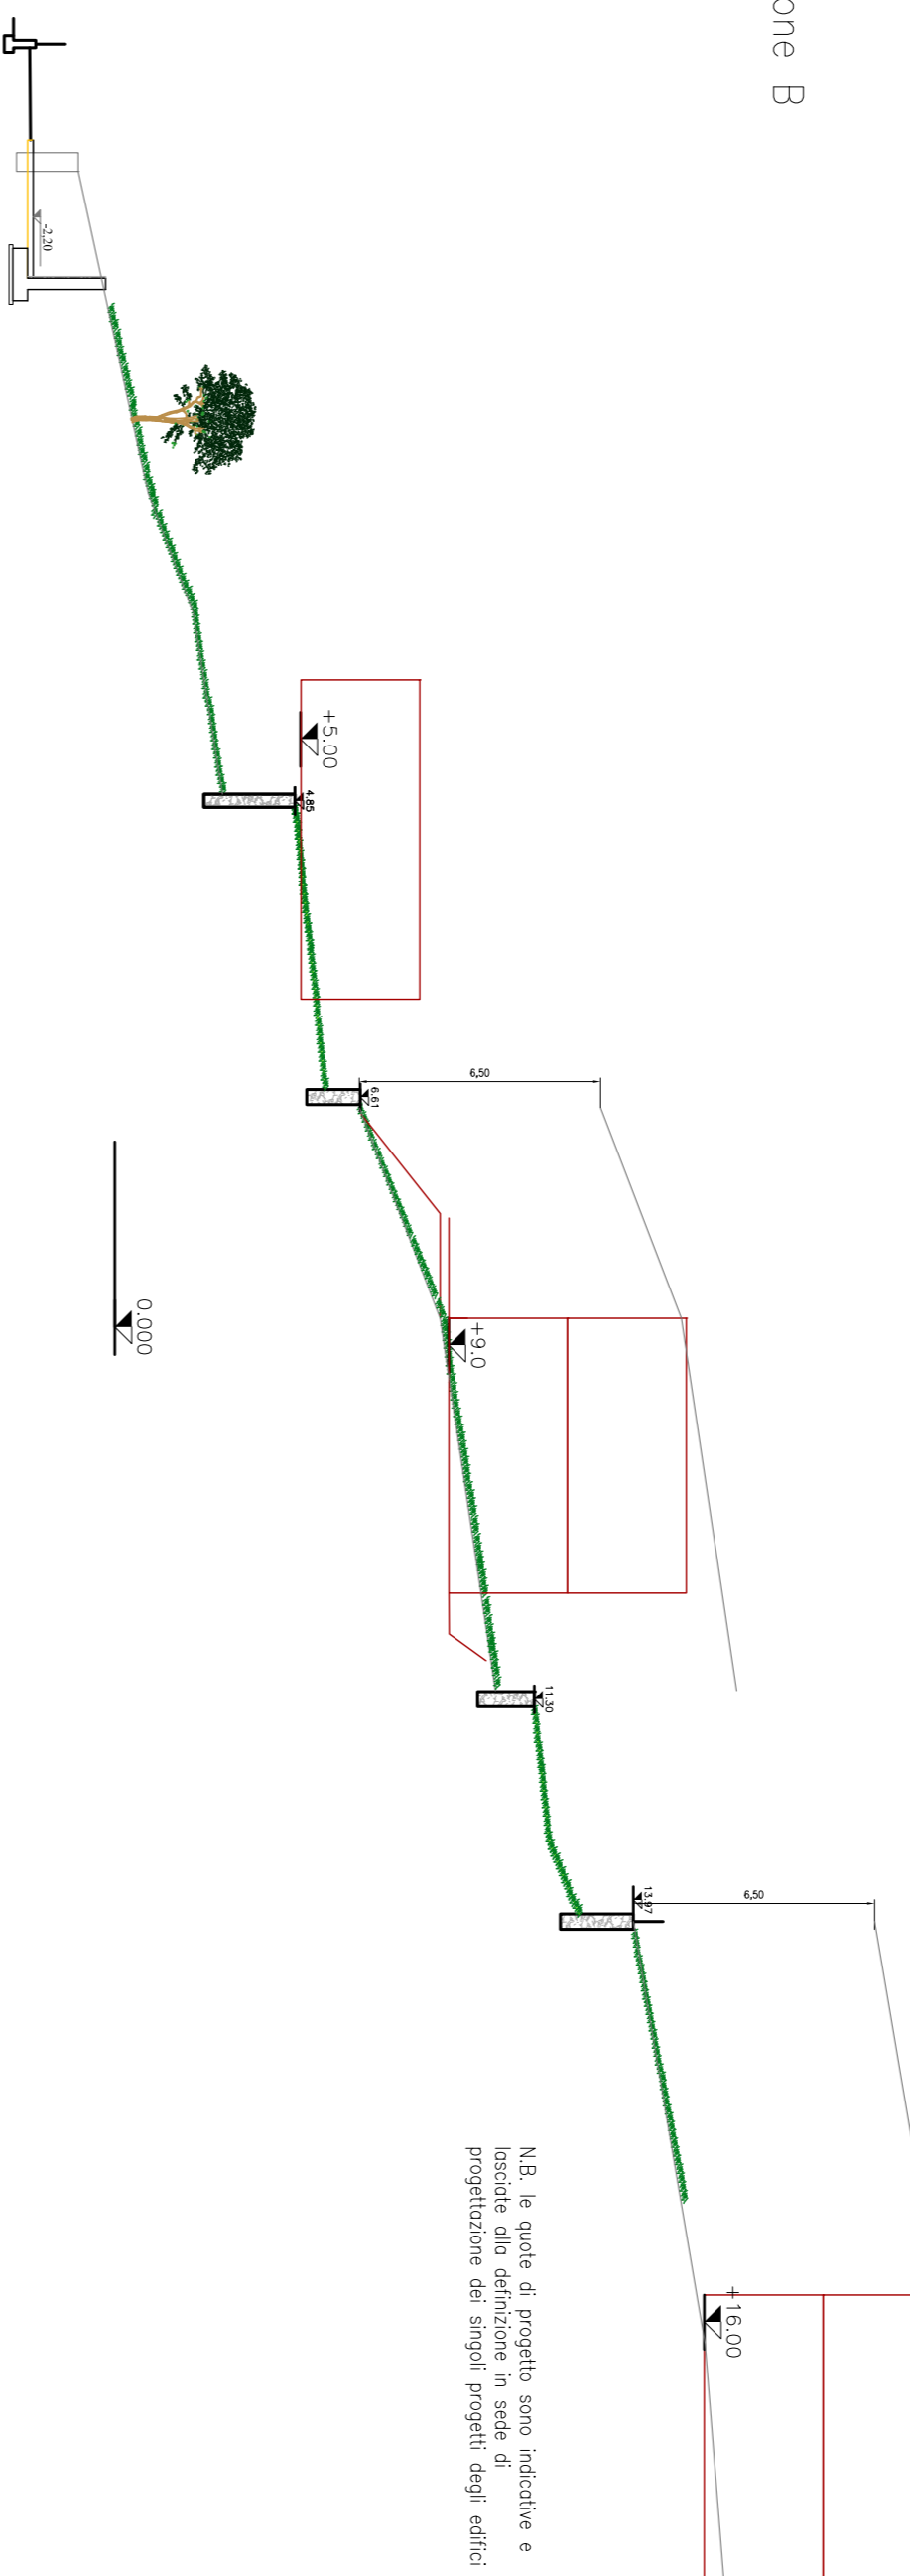 one B
-2,20
+5.00
4.85
6,50
6.61
0.000
+9.0
11.30
13.97
6,50
+16.00
N.B. le quote di progetto sono indicative e
lasciate alla definizione in sede di
progettazione dei singoli progetti degli edifici